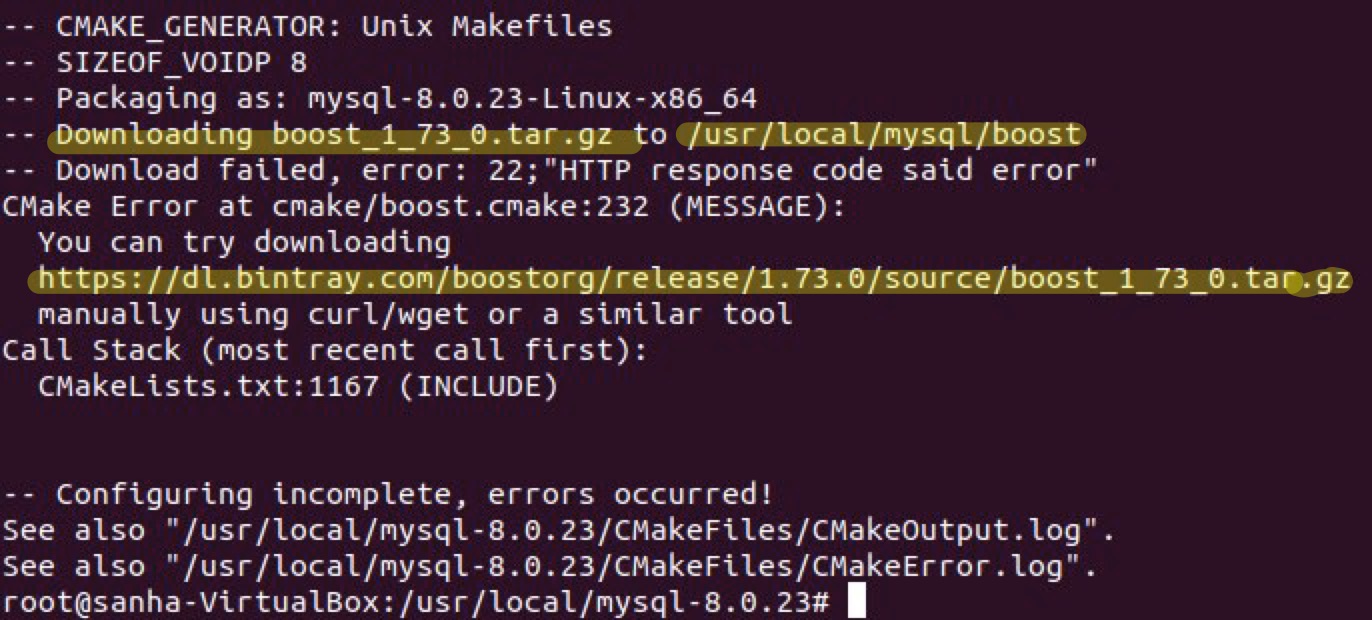 -- CMAKE_GENERATOR: Unix Makefiles
-- SIZEOF_VOIDP 8
-- Packaging as: mysql-8.0.23-Linux-x86_64
-- Downloading boost_1_73_0.tar.gz to /usr/local/mysql/boost
-- Download failed, error: 22;"HTTP response code said error"
CMake Error at cmake/boost.cmake:232 (MESSAGE):
  You can try downloading
  https://dl.bintray.com/boostorg/release/1.73.0/source/boost_1_73_0.tar.gz
  manually using curl/wget or a similar tool
Call Stack (most recent call first):
  CMakeLists.txt:1167 (INCLUDE)
-- Configuring incomplete, errors occurred!
See also "/usr/local/mysql-8.0.23/CMakeFiles/CMakeOutput.log".
See also "/usr/local/mysql-8.0.23/CMakeFiles/CMakeError.log".
root@sanha-VirtualBox:/usr/local/mysql-8.0.23#